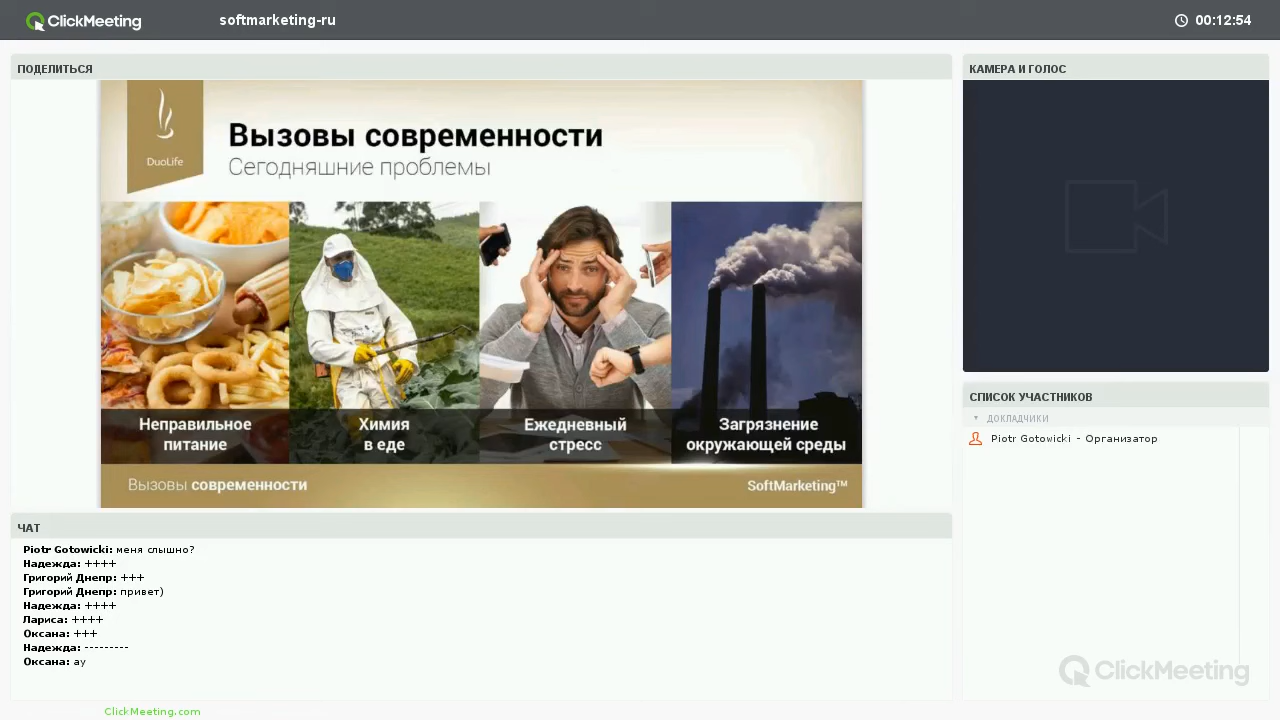 ClickMeeting
softmarketing-ru
00:12:54
ПОДЕЛИТЬСЯ
DuoLife
Вызовы современности
Сегодняшние проблемы
Неправильное
питание
Химия
в еде
Ежедневный
стресс
Загрязнение
окружающей среды
Вызовы современности
SoftMarketing™
ЧАТ
Piotr Gotowicki: меня слышно?
Надежда: ++++
Григорий Днепр: +++
Григорий Днепр: привет)
Надежда: ++++
Лариса: ++++
Оксана: +++
Надежда: ---------
Оксана: ау
КАМЕРА И ГОЛОС
СПИСОК УЧАСТНИКОВ
ДОКЛАДЧИКИ
Piotr Gotowicki - Организатор
ClickMeeting
ClickMeeting.com